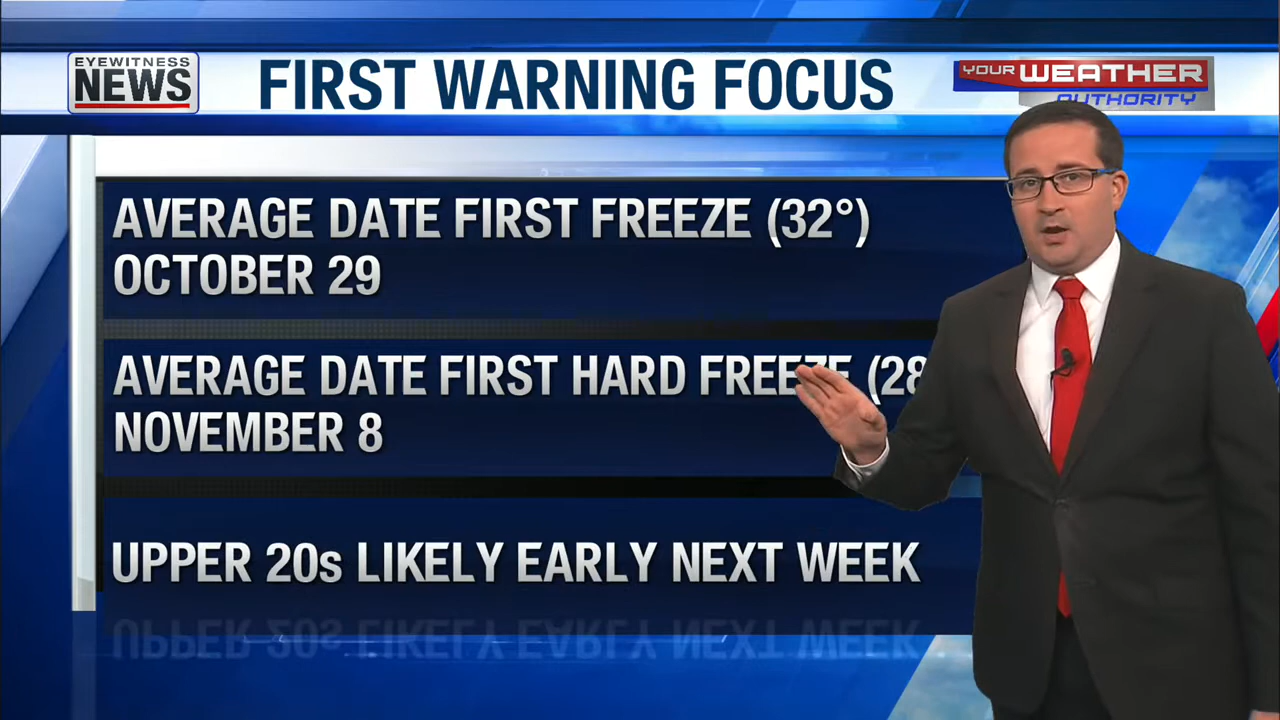 EYEWITNESS
NEWS
FIRST WARNING FOCUS
YOUR WEATHER
AUTHORITY
AVERAGE DATE FIRST FREEZE (32°)
OCTOBER 29
AVERAGE DATE FIRST HARD FREEZE (28
NOVEMBER 8
UPPER 20s LIKELY EARLY NEXT WEEK